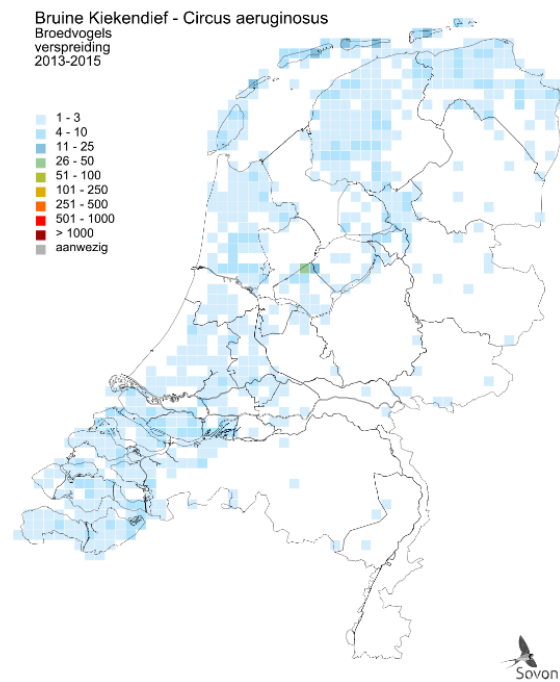 Bruine Kiekendief - Circus aeruginosus
Broedvogels
verspreiding
2013-2015
1 - 3
4 - 10
11 - 25
26 - 50
51 - 100
101 - 250
251 - 500
501 - 1000
> 1000
aanwezig
Sovon